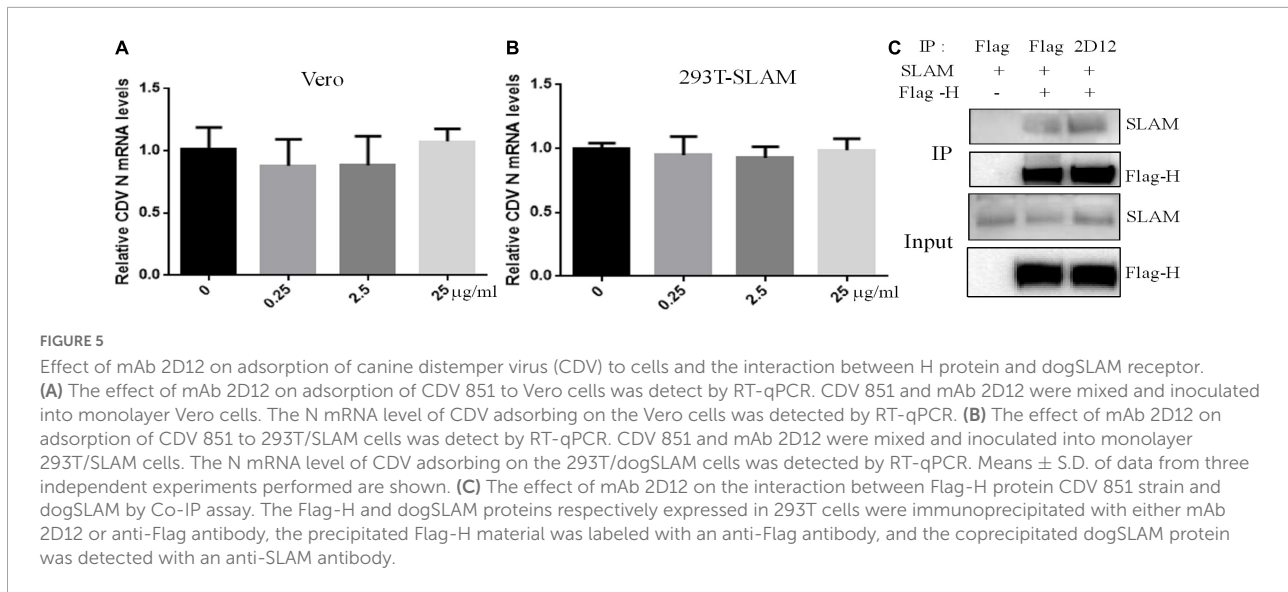 A
Vero
Relative CDV N mRNA levels
1.5
1.0
0.5
0.0
0
0.25
2.5
25 μg/ml
B
293T-SLAM
Relative CDV N mRNA levels
1.5
1.0
0.5
0.0
0
0.25
2.5
25 μg/ml
C IP : Flag Flag 2D12
SLAM + + +
Flag -H - + +
IP
SLAM
Flag-H
Input
SLAM
Flag-H
FIGURE 5
Effect of mAb 2D12 on adsorption of canine distemper virus (CDV) to cells and the interaction between H protein and dogSLAM receptor.
(A) The effect of mAb 2D12 on adsorption of CDV 851 to Vero cells was detect by RT-qPCR. CDV 851 and mAb 2D12 were mixed and inoculated
into monolayer Vero cells. The N mRNA level of CDV adsorbing on the Vero cells was detected by RT-qPCR. (B) The effect of mAb 2D12 on
adsorption of CDV 851 to 293T/SLAM cells was detect by RT-qPCR. CDV 851 and mAb 2D12 were mixed and inoculated into monolayer
293T/SLAM cells. The N mRNA level of CDV adsorbing on the 293T/dogSLAM cells was detected by RT-qPCR. Means ± S.D. of data from three
independent experiments performed are shown. (C) The effect of mAb 2D12 on the interaction between Flag-H protein CDV 851 strain and
dogSLAM by Co-IP assay. The Flag-H and dogSLAM proteins respectively expressed in 293T cells were immunoprecipitated with either mAb
2D12 or anti-Flag antibody, the precipitated Flag-H material was labeled with an anti-Flag antibody, and the coprecipitated dogSLAM protein
was detected with an anti-SLAM antibody.